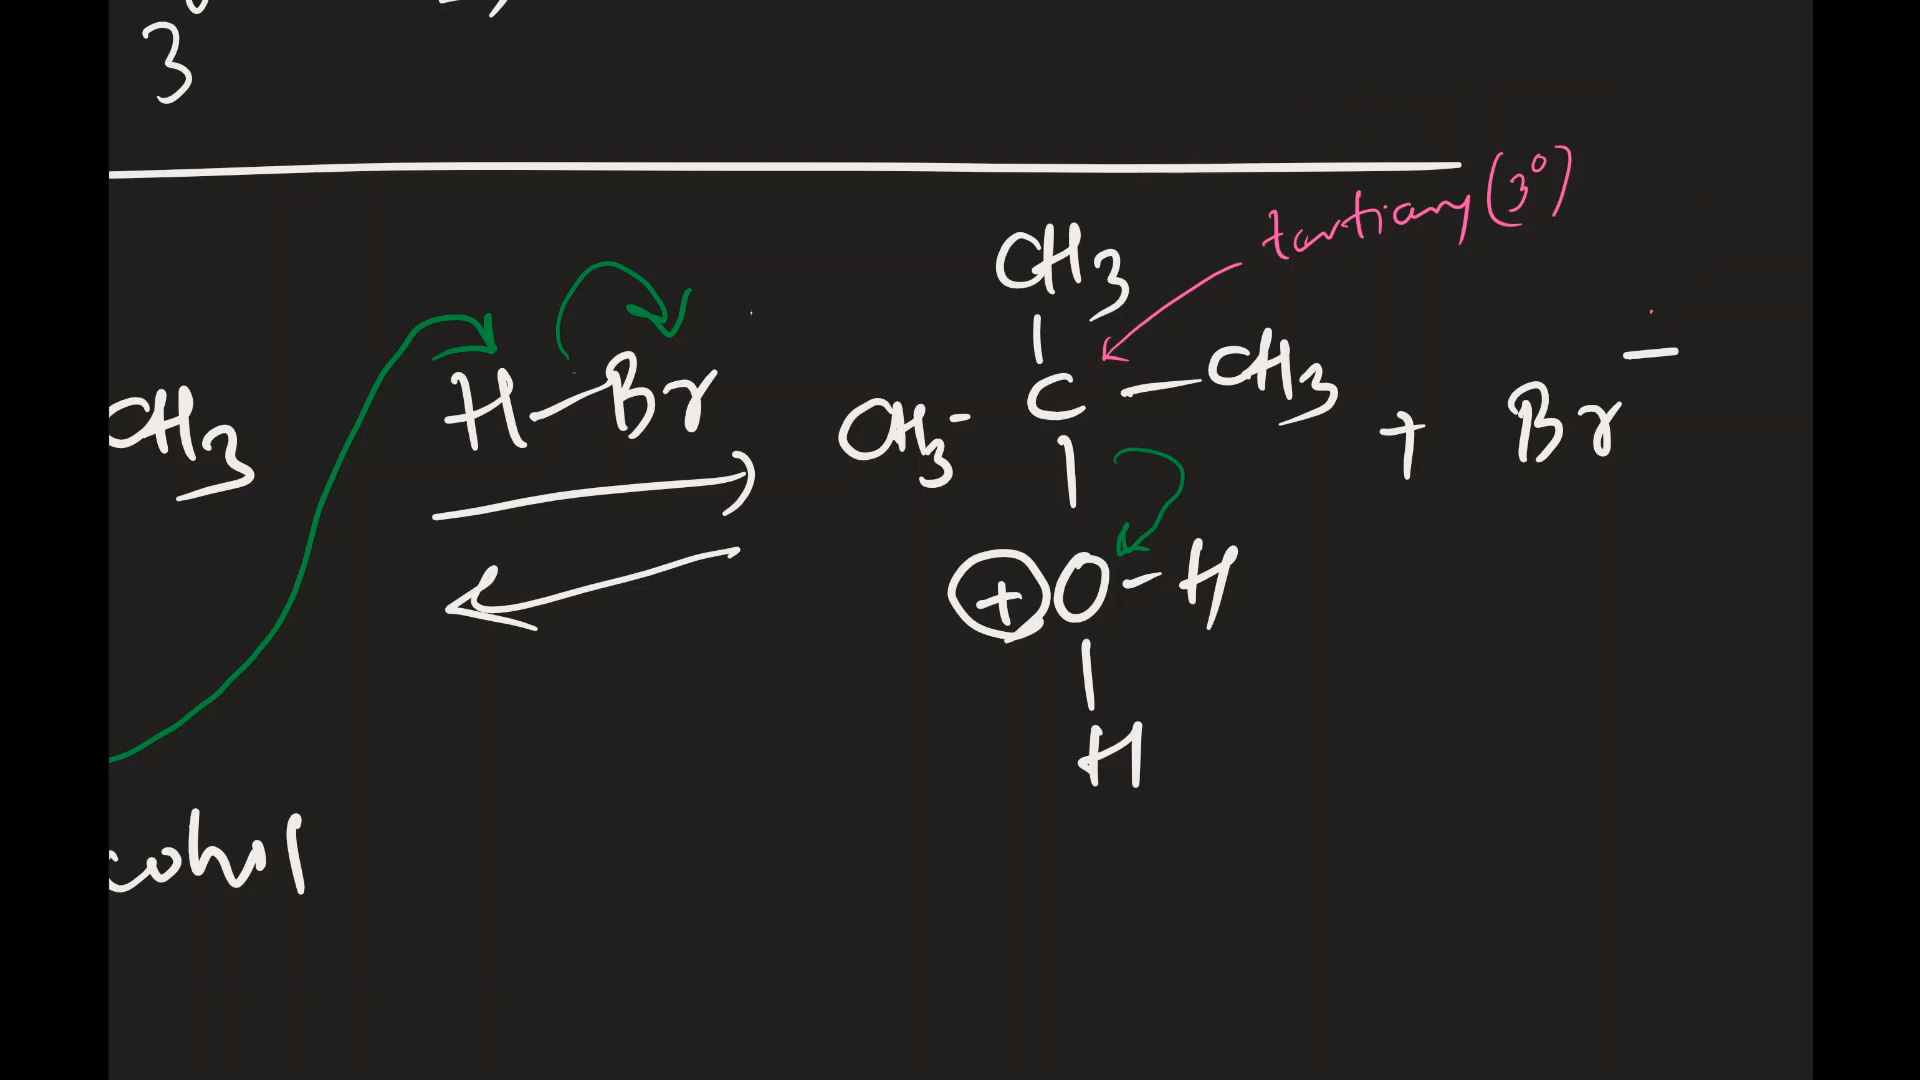 3°
tertiary (3°)
CH3
CH3 H-Br CH3-C-CH3 + Br-
+O-H
H
cohol